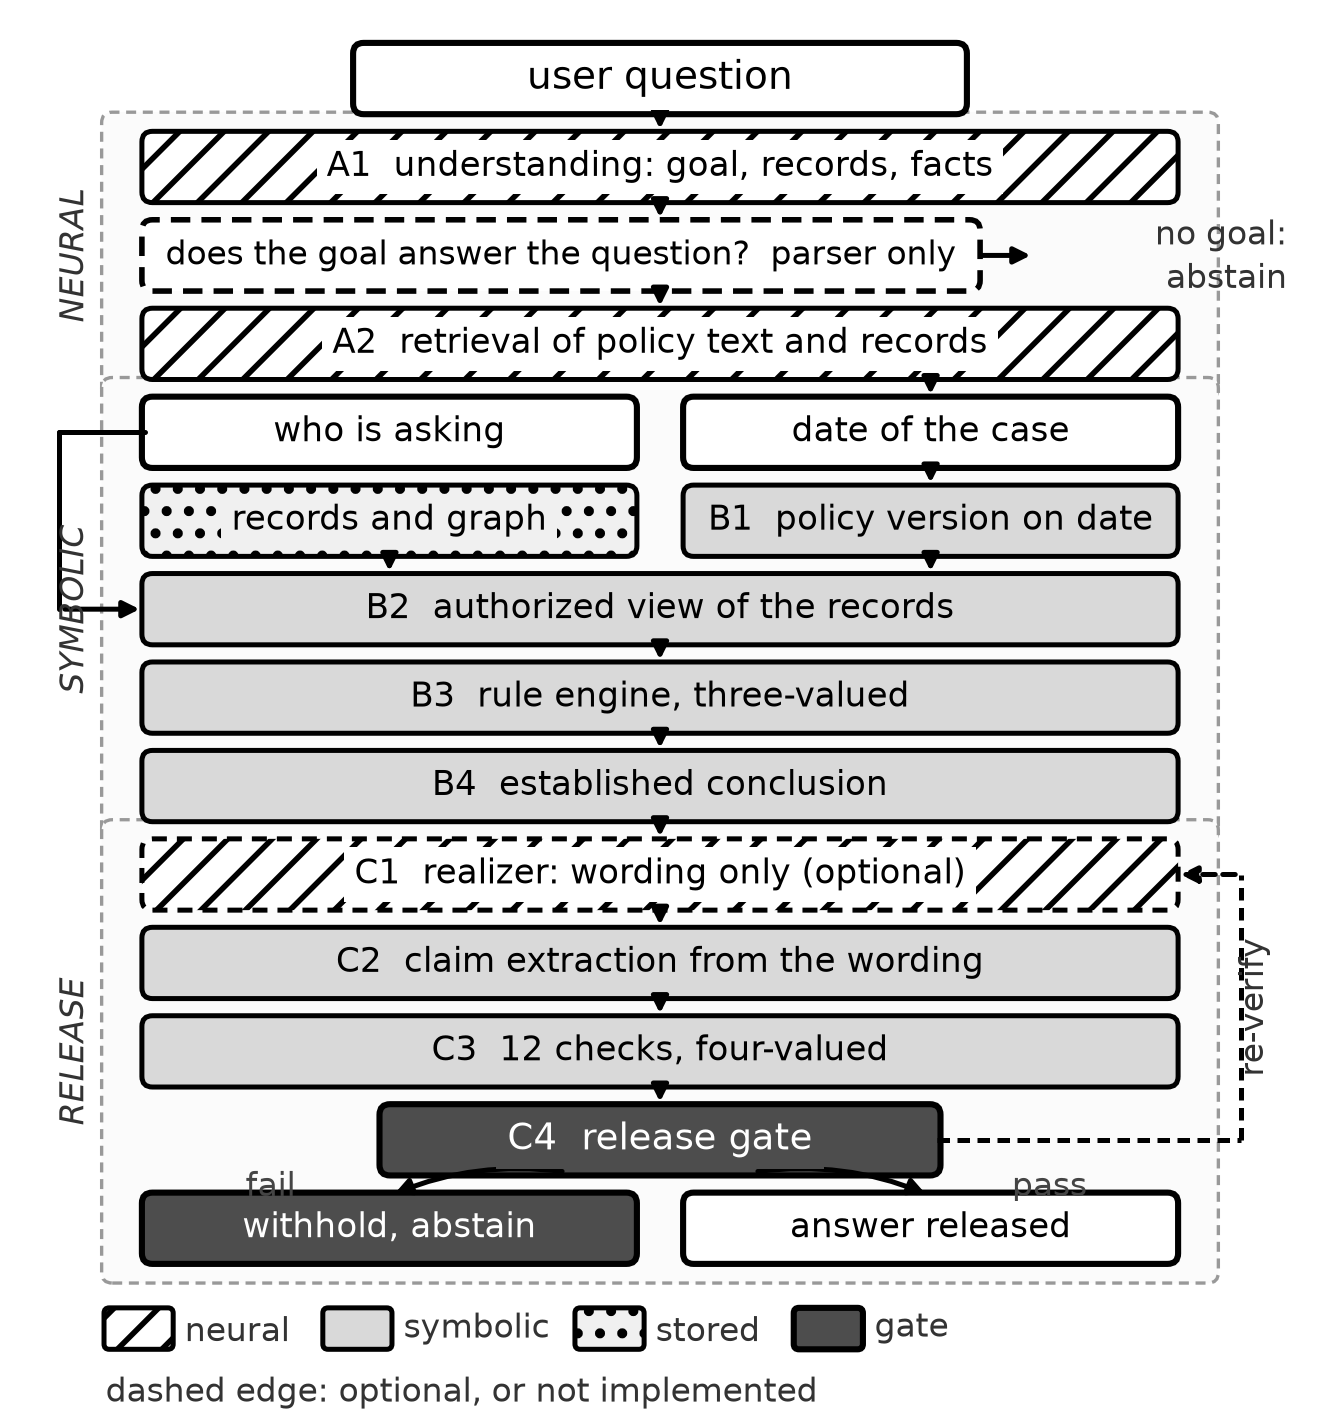 user question
NEURAL
A1 understanding: goal, records, facts
does the goal answer the question? parser only
no goal:
abstain
A2 retrieval of policy text and records
SYMBOLIC
who is asking
date of the case
records and graph
B1 policy version on date
B2 authorized view of the records
B3 rule engine, three-valued
B4 established conclusion
RELEASE
C1 realizer: wording only (optional)
C2 claim extraction from the wording
re-verify
C3 12 checks, four-valued
C4 release gate
fail
pass
withhold, abstain
answer released
neural
symbolic
stored
gate
dashed edge: optional, or not implemented